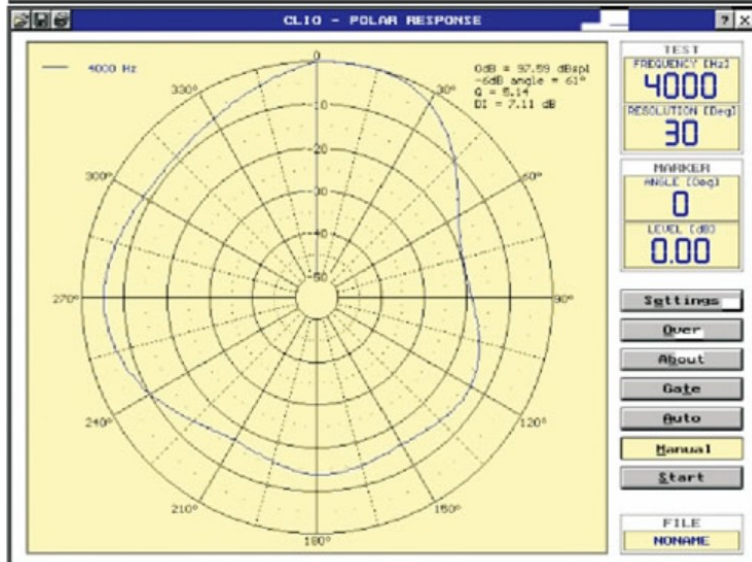 CLIO - POLAR RESPONSE
? X
4000 Hz
0dB = 97.59 dBspl
-6dB angle = 61°
Q = 5.14
DI = 7.11 dB
0
330°
30°
300°
60°
270°
90°
240°
120°
210°
150°
180°
-10
-20
-30
-40
-50
TEST
FREQUENCY [Hz]
4000
RESOLUTION [Deg]
30
MARKER
ANGLE [Deg]
0
LEVEL [dB]
0.00
Settings
Over
About
Gate
Auto
Manual
Start
FILE
NONAME